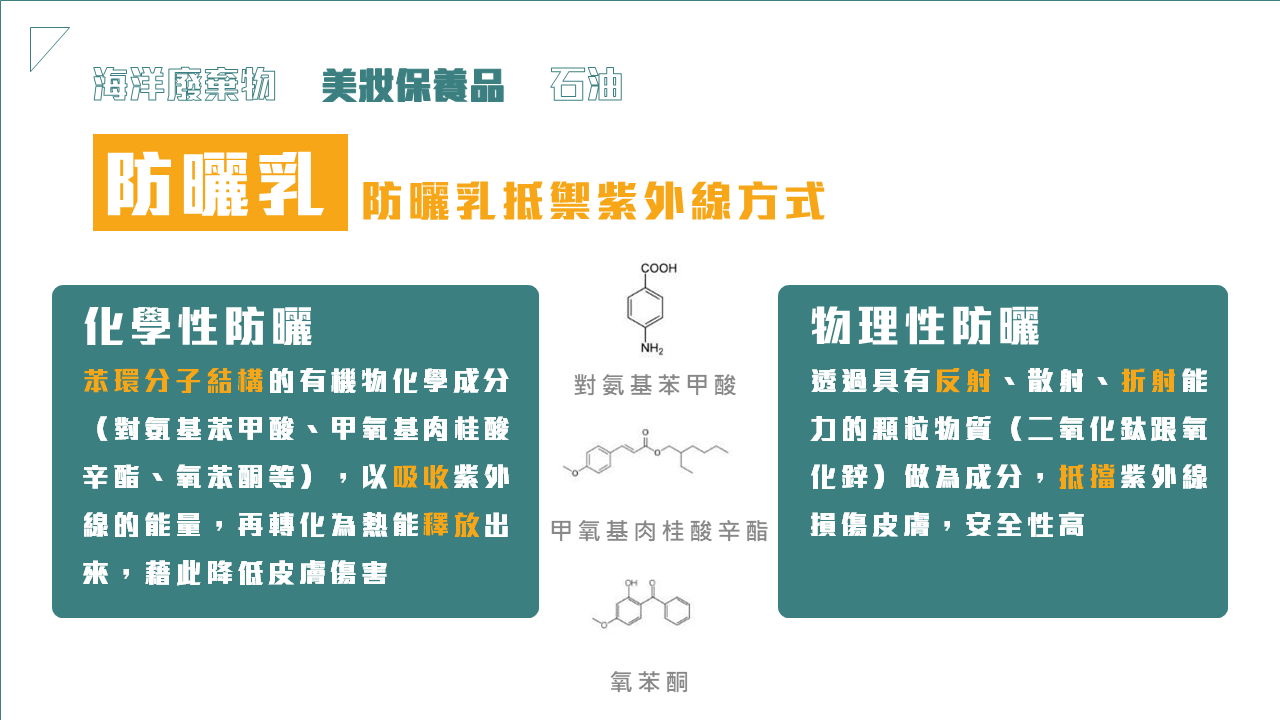 海洋廢棄物 美妝保養品 石油
防曬乳 防曬乳抵禦紫外線方式
化學性防曬
苯環分子結構的有機物化學成分
（對氨基苯甲酸、甲氧基肉桂酸
辛酯、氧苯酮等），以吸收紫外
線的能量，再轉化為熱能釋放出
來，藉此降低皮膚傷害
COOH
NH₂
對氨基苯甲酸
O
O
O
甲氧基肉桂酸辛酯
OH O
O
氧苯酮
物理性防曬
透過具有反射、散射、折射能
力的顆粒物質（二氧化鈦跟氧
化鋅）做為成分，抵擋紫外線
損傷皮膚，安全性高